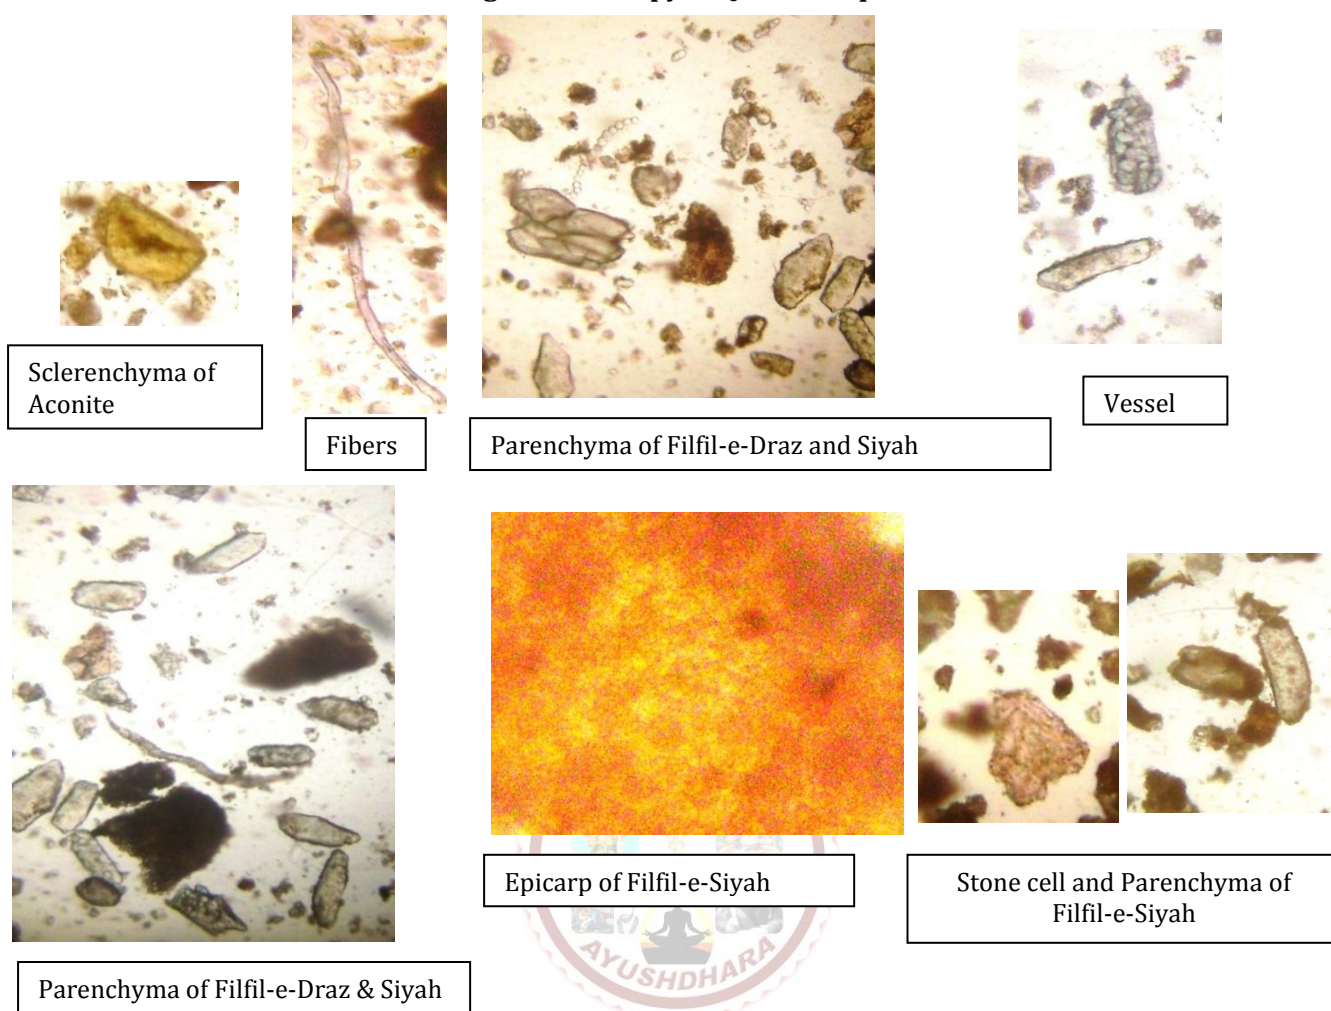 Sclerenchyma of
Aconite
Fibers
Parenchyma of Filfil-e-Draz and Siyah
Vessel
Epicarp of Filfil-e-Siyah
Stone cell and Parenchyma of
Filfil-e-Siyah
AYUSHDHARA
Parenchyma of Filfil-e-Draz & Siyah